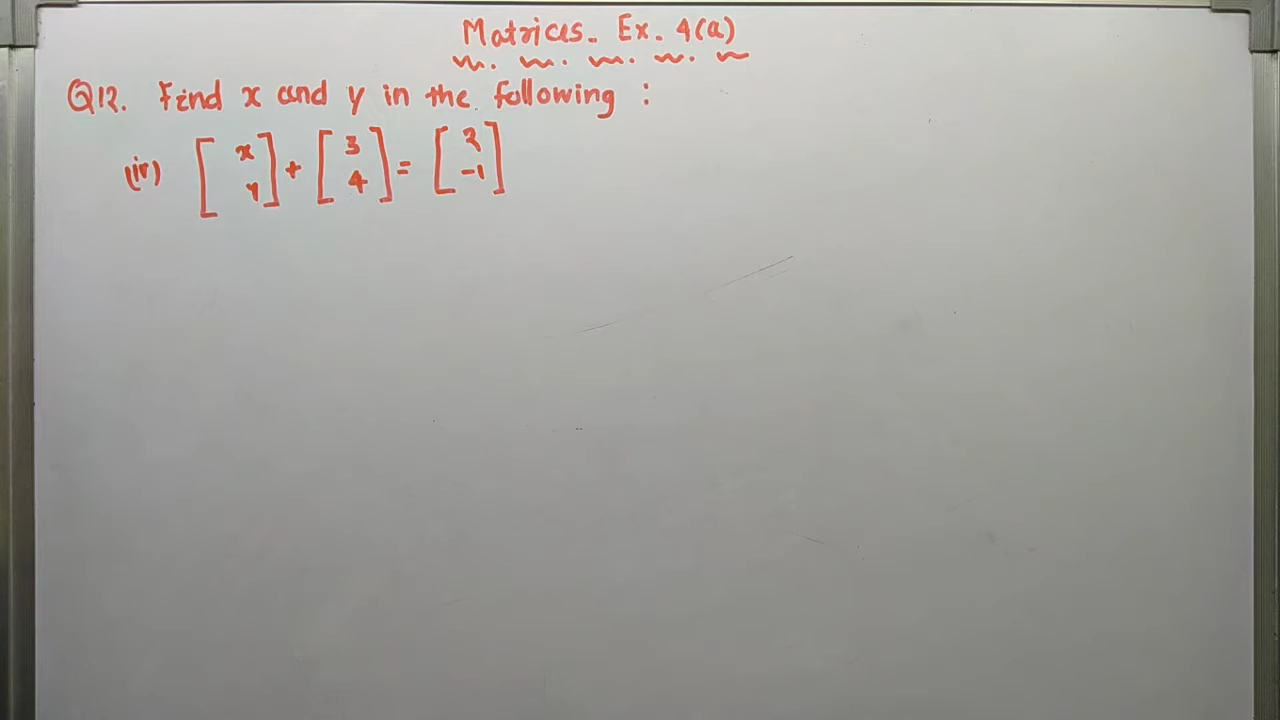 Matrices. Ex. 4(a)
Q12. Find x and y in the following :
(iv) [x y] + [3 4] = [2 -1]